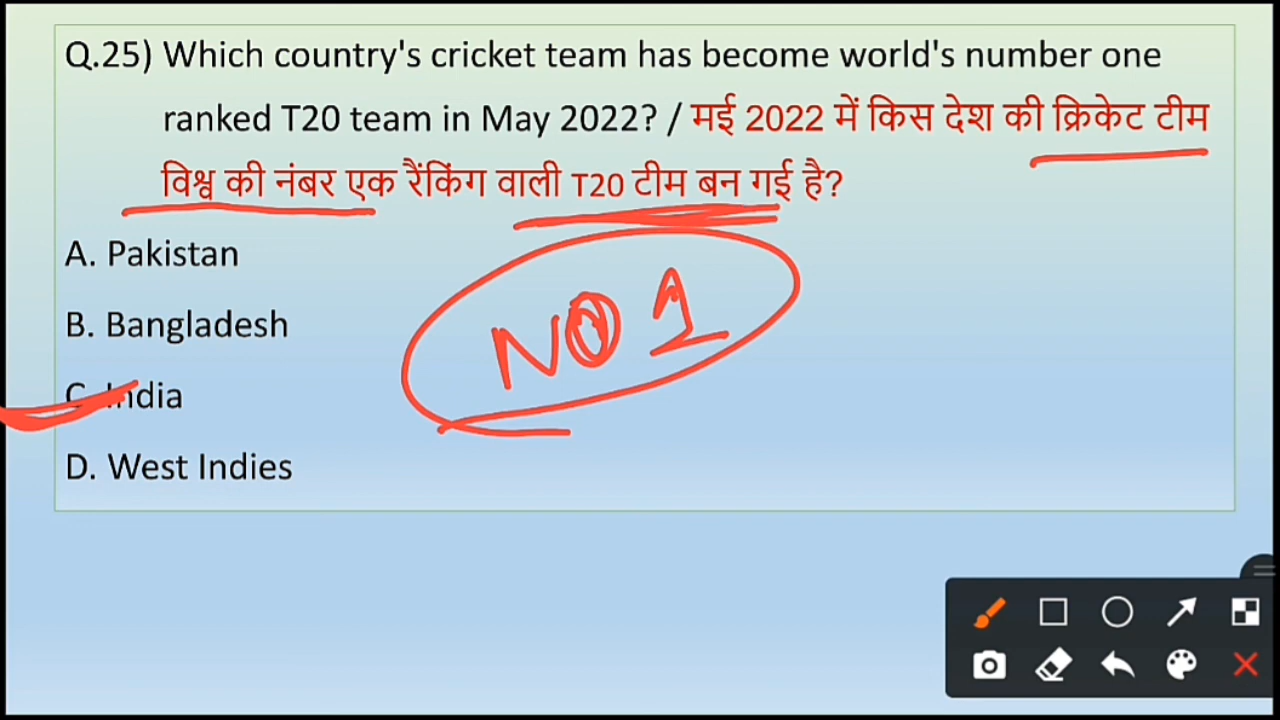 Q.25) Which country's cricket team has become world's number one
ranked T20 team in May 2022? / मई 2022 में किस देश की क्रिकेट टीम
विश्व की नंबर एक रैंकिंग वाली T20 टीम बन गई है?
A. Pakistan
NO 1
B. Bangladesh
C. India
D. West Indies